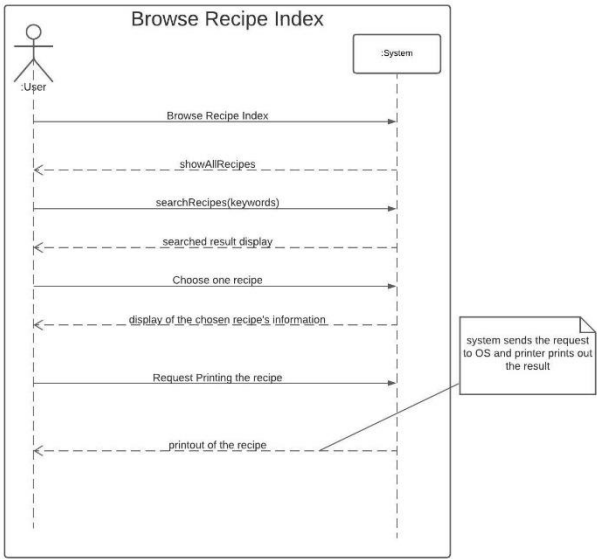 Browse Recipe Index
:System
:User
Browse Recipe Index
showAllRecipes
searchRecipes(keywords)
searched result display
Choose one recipe
display of the chosen recipe's information
system sends the request
to OS and printer prints out
the result
Request Printing the recipe
printout of the recipe